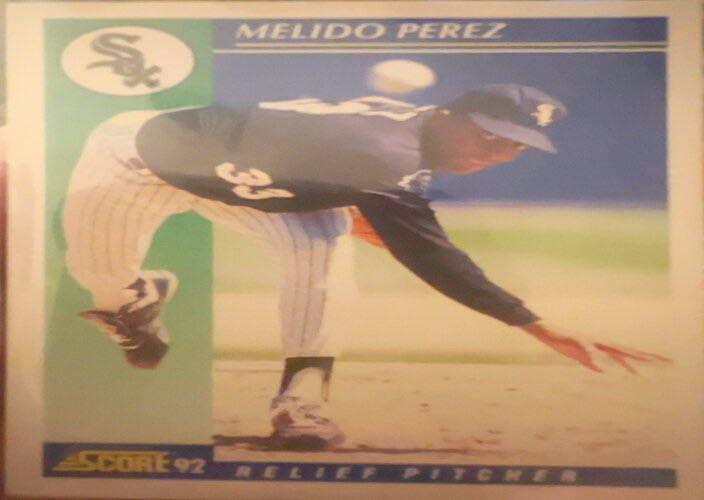 Sox
MELIDO PEREZ
33
SCORE 92
RELIEF PITCHER